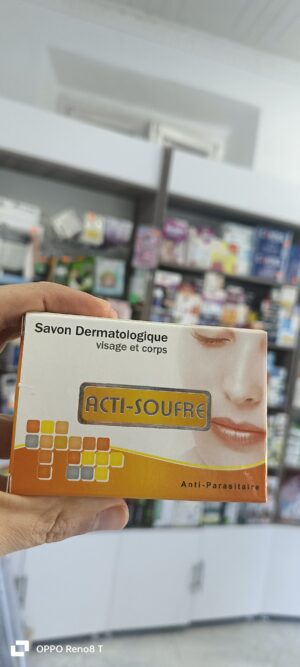 Savon Dermatologique
visage et corps
ACTI-SOUFRE
Anti-Parasitaire
OPPO Reno8 T